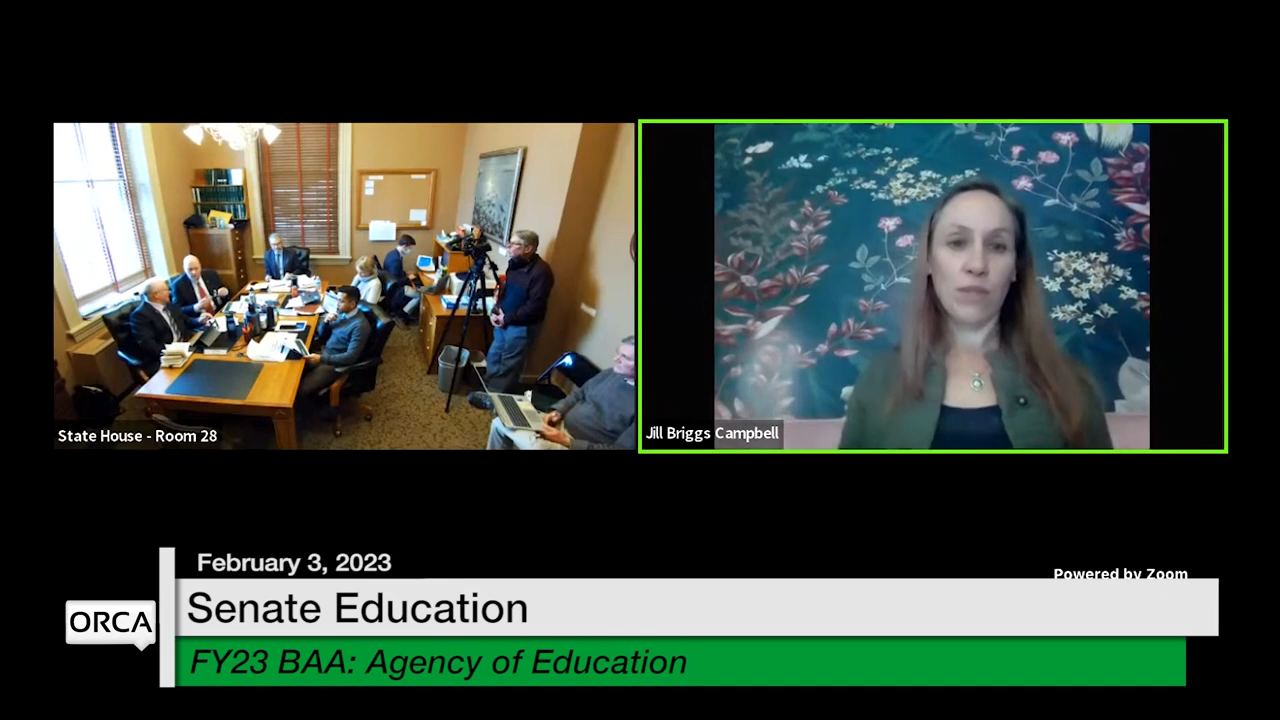 State House - Room 28
Jill Briggs Campbell
February 3, 2023
Powered by Zoom
Senate Education
ORCA
FY23 BAA: Agency of Education